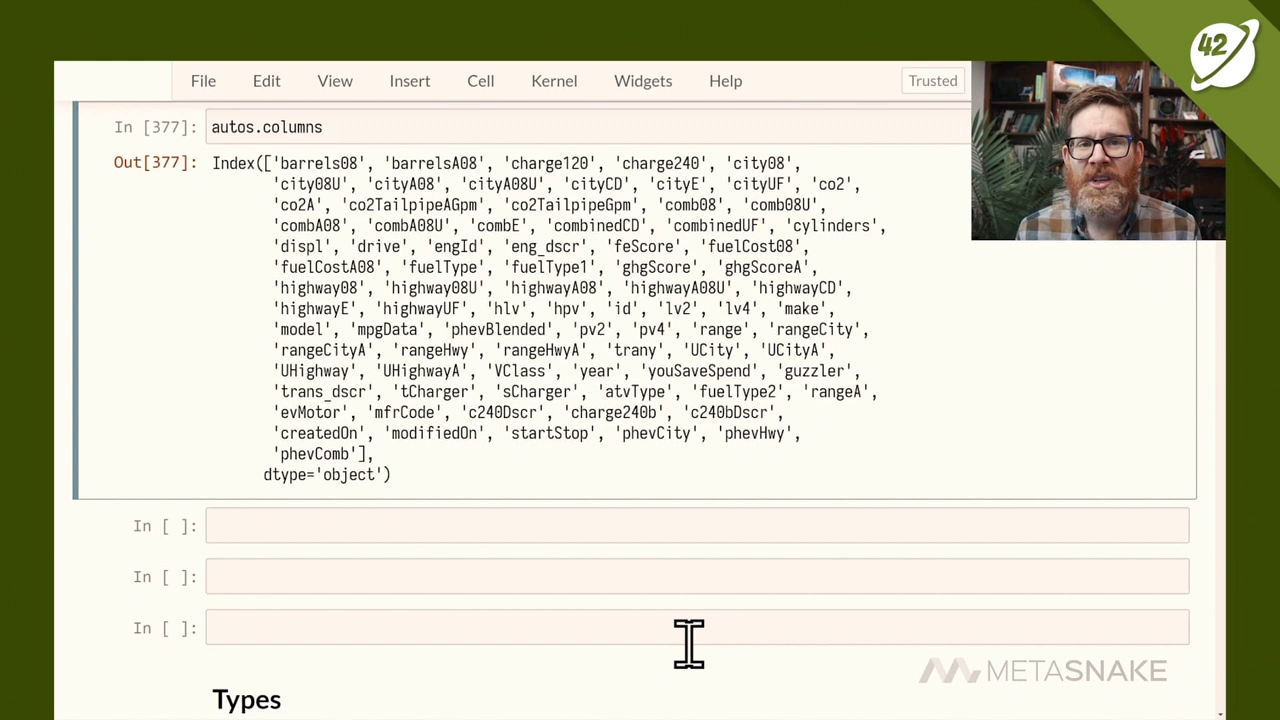 42
File Edit View Insert Cell Kernel Widgets Help Trusted
In [377]: autos.columns
Out[377]: Index(['barrels08', 'barrelsA08', 'charge120', 'charge240', 'city08',
'city08U', 'cityA08', 'cityA08U', 'cityCD', 'cityE', 'cityUF', 'co2',
'co2A', 'co2TailpipeAGpm', 'co2TailpipeGpm', 'comb08', 'comb08U',
'combA08', 'combA08U', 'combE', 'combinedCD', 'combinedUF', 'cylinders',
'displ', 'drive', 'engId', 'eng_dscr', 'feScore', 'fuelCost08',
'fuelCostA08', 'fuelType', 'fuelType1', 'ghgScore', 'ghgScoreA',
'highway08', 'highway08U', 'highwayA08', 'highwayA08U', 'highwayCD',
'highwayE', 'highwayUF', 'hlv', 'hpv', 'id', 'lv2', 'lv4', 'make',
'model', 'mpgData', 'phevBlended', 'pv2', 'pv4', 'range', 'rangeCity',
'rangeCityA', 'rangeHwy', 'rangeHwyA', 'trany', 'UCity', 'UCityA',
'UHighway', 'UHighwayA', 'VClass', 'year', 'youSaveSpend', 'guzzler',
'trans_dscr', 'tCharger', 'sCharger', 'atvType', 'fuelType2', 'rangeA',
'evMotor', 'mfrCode', 'c240Dscr', 'charge240b', 'c240bDscr',
'createdOn', 'modifiedOn', 'startStop', 'phevCity', 'phevHwy',
'phevComb'],
dtype='object')
In [ ]:
In [ ]:
In [ ]:
METASNAKE
Types